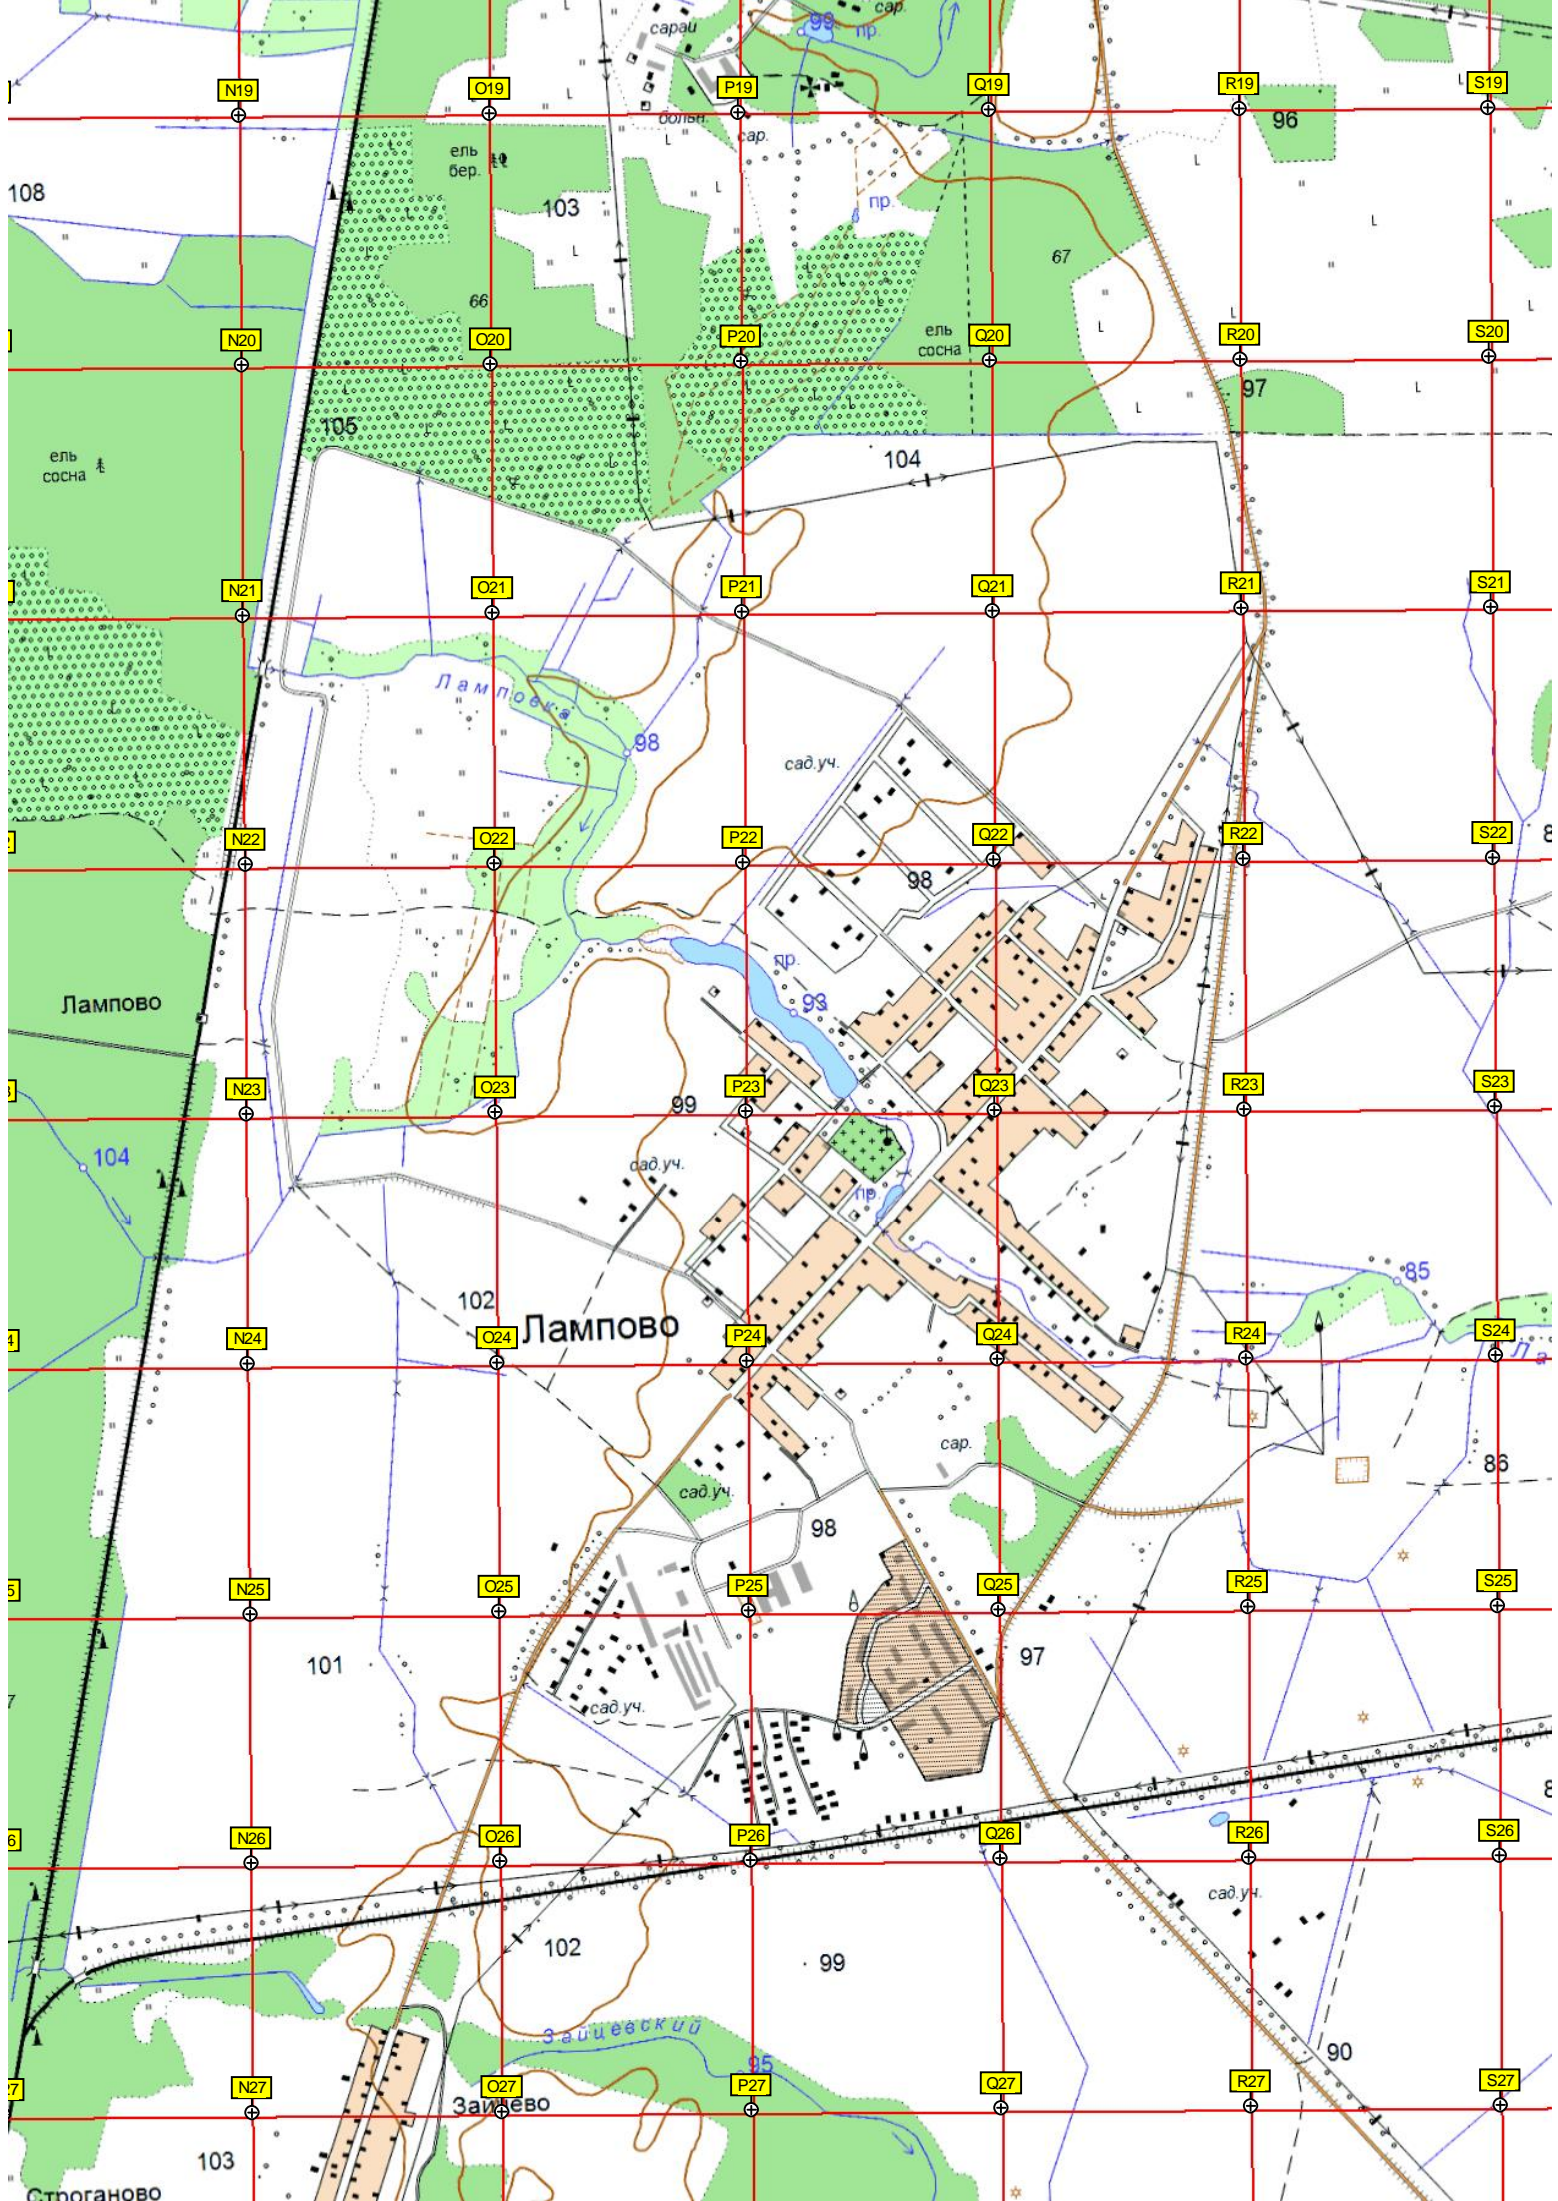 сараи
сар.
99
пр.
N19
O19
P19
Q19
R19
S19
больн.
сар.
96
ель
бер.
108
103
пр.
67
66
ель
сосна
N20
O20
P20
Q20
R20
S20
97
105
ель
сосна
104
N21
O21
P21
Q21
R21
S21
Ламповка
98
сад.уч.
N22
O22
P22
Q22
R22
S22
98
пр.
93
Лампово
N23
O23
P23
Q23
R23
S23
99
104
сад.уч.
пр.
85
102
Лампово
N24
O24
P24
Q24
R24
S24
Ла
сар.
86
сад.уч.
98
N25
O25
P25
Q25
R25
S25
101
97
сад.уч.
N26
O26
P26
Q26
R26
S26
сад.уч.
102
99
Зайцевский
95
90
N27
O27
P27
Q27
R27
S27
Зайцево
103
Строганово